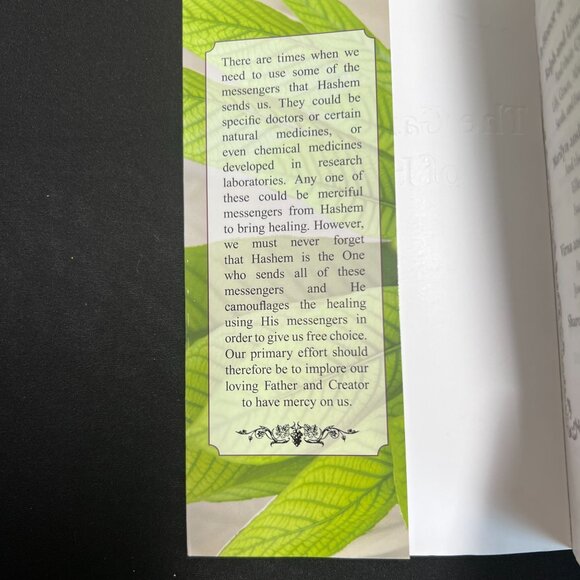 There are times when we
need to use some of the
messengers that Hashem
sends us. They could be
specific doctors or certain
natural medicines, or
even chemical medicines
developed in research
laboratories. Any one of
these could be merciful
messengers from Hashem
to bring healing. However,
we must never forget
that Hashem is the One
who sends all of these
messengers and He
camouflages the healing
using His messengers in
order to give us free choice.
Our primary effort should
therefore be to implore our
loving Father and Creator
to have mercy on us.
The Ga
of H